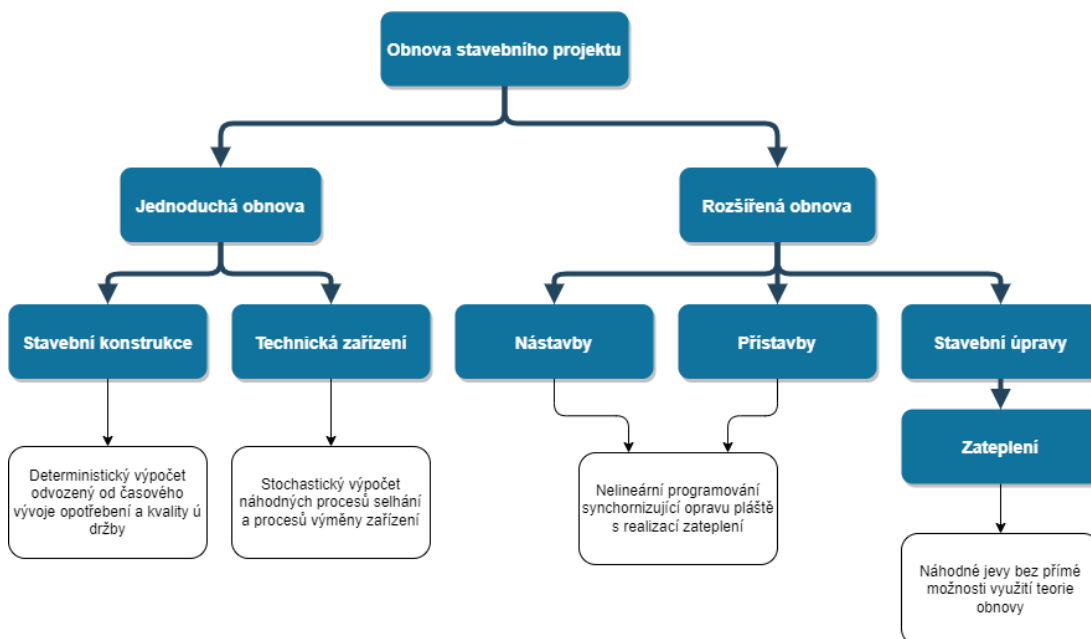 Obnova stavebního projektu
Jednoduchá obnova
Rozšířená obnova
Stavební konstrukce
Technická zařízení
Nástavby
Přístavby
Stavební úpravy
Zateplení
Deterministický výpočet
odvozený od časového
vývoje opotřebení a kvality ú
držby
Stochastický výpočet
náhodných procesů selhání
a procesů výměny zařízení
Nelineární programování
synchornizující opravu pláště
s realizací zateplení
Náhodné jevy bez přímé
možnosti využití teorie
obnovy